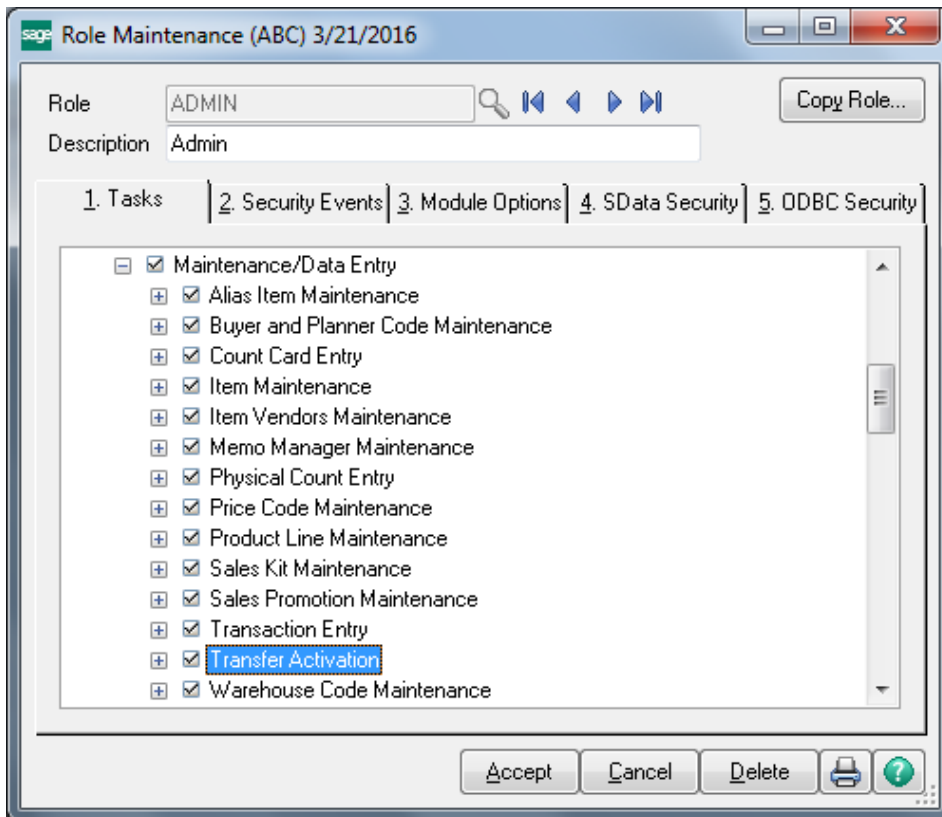 sage Role Maintenance (ABC) 3/21/2016
Role ADMIN Copy Role...
Description Admin
1. Tasks 2. Security Events 3. Module Options 4. SData Security 5. ODBC Security
Maintenance/Data Entry
Alias Item Maintenance
Buyer and Planner Code Maintenance
Count Card Entry
Item Maintenance
Item Vendors Maintenance
Memo Manager Maintenance
Physical Count Entry
Price Code Maintenance
Product Line Maintenance
Sales Kit Maintenance
Sales Promotion Maintenance
Transaction Entry
Transfer Activation
Warehouse Code Maintenance
Accept Cancel Delete ?